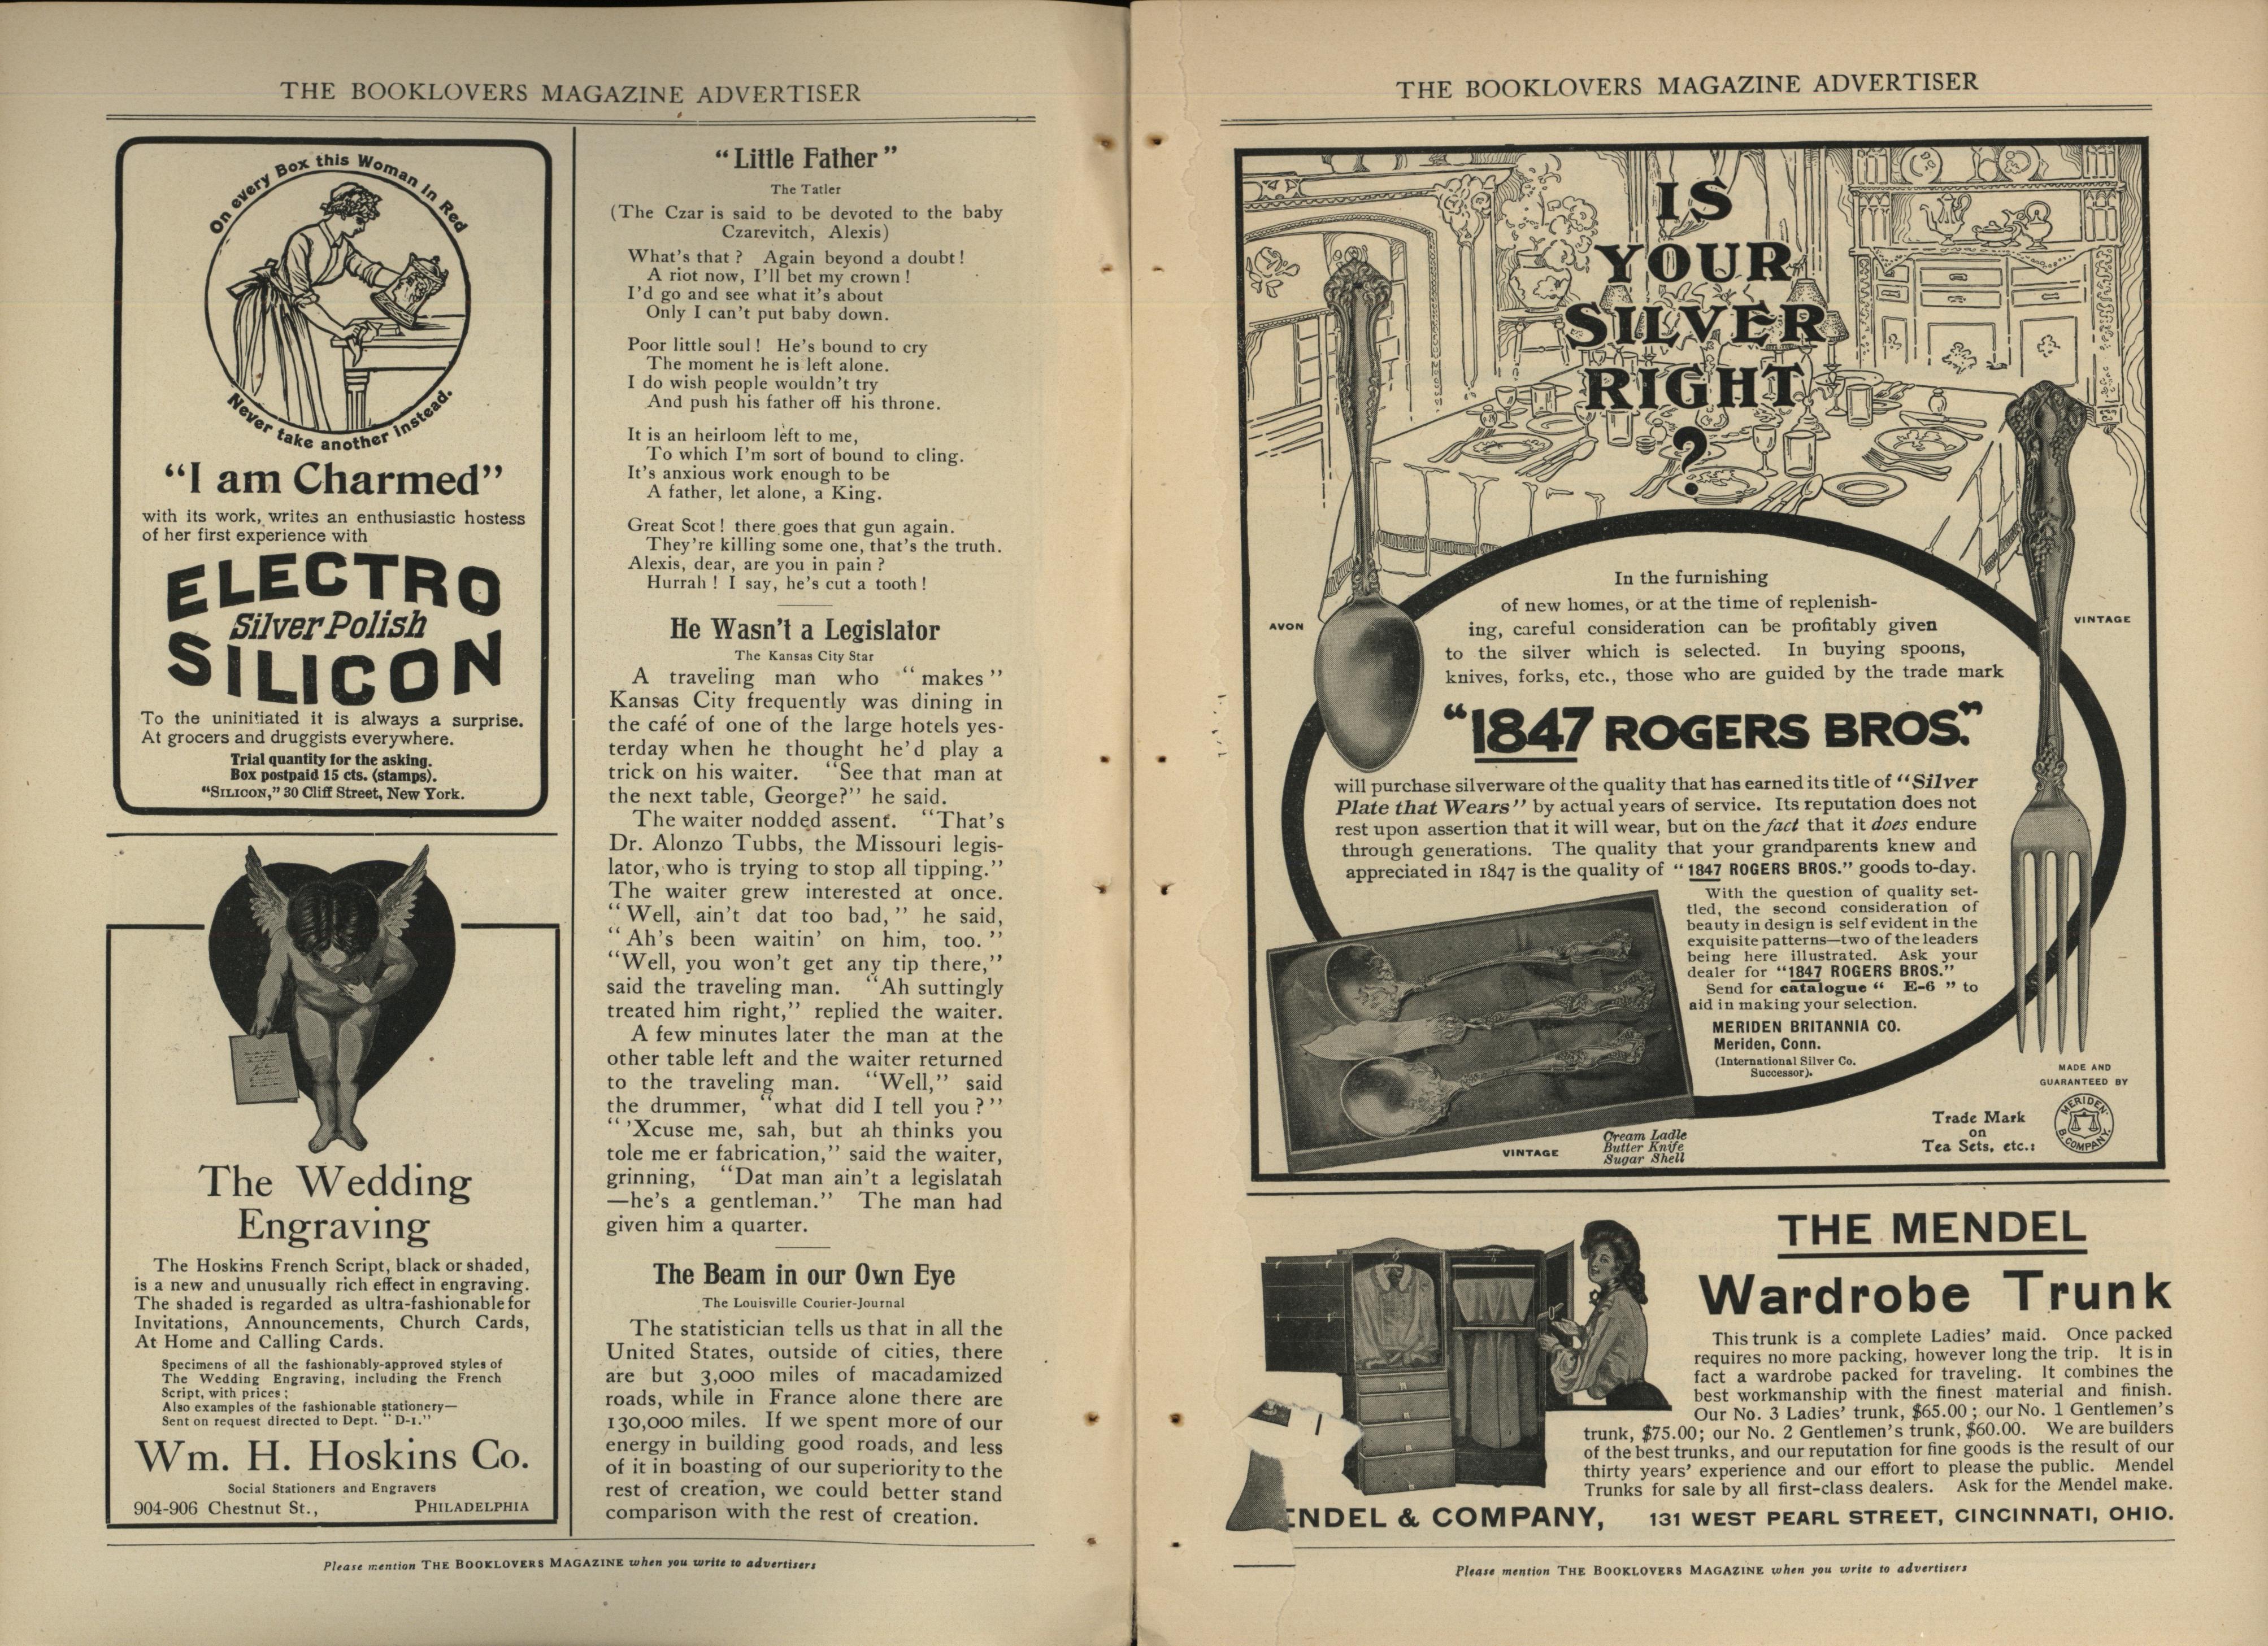 THE BOOKLOVERS MAGAZINE ADVERTISER
On every Box this Woman in Red
Never take another instead.
"I am Charmed"
with its work, writes an enthusiastic hostess
of her first experience with
ELECTRO
Silver Polish
SILICON
To the uninitiated it is always a surprise.
At grocers and druggists everywhere.
Trial quantity for the asking.
Box postpaid 15 cts. (stamps).
"SILICON," 30 Cliff Street, New York.
The Wedding
Engraving
The Hoskins French Script, black or shaded,
is a new and unusually rich effect in engraving.
The shaded is regarded as ultra-fashionable for
Invitations, Announcements, Church Cards,
At Home and Calling Cards.
Specimens of all the fashionably-approved styles of
The Wedding Engraving, including the French
Script, with prices;
Also examples of the fashionable stationery—
Sent on request directed to Dept. "D-1."
Wm. H. Hoskins Co.
Social Stationers and Engravers
904-906 Chestnut St., PHILADELPHIA
"Little Father"
The Tatler
(The Czar is said to be devoted to the baby
Czarevitch, Alexis)
What's that? Again beyond a doubt!
A riot now, I'll bet my crown!
I'd go and see what it's about
Only I can't put baby down.
Poor little soul! He's bound to cry
The moment he is left alone.
I do wish people wouldn't try
And push his father off his throne.
It is an heirloom left to me,
To which I'm sort of bound to cling.
It's anxious work enough to be
A father, let alone, a King.
Great Scot! there goes that gun again.
They're killing some one, that's the truth.
Alexis, dear, are you in pain?
Hurrah! I say, he's cut a tooth!
He Wasn't a Legislator
The Kansas City Star
A traveling man who "makes"
Kansas City frequently was dining in
the café of one of the large hotels yes-
terday when he thought he'd play a
trick on his waiter. "See that man at
the next table, George?" he said.
The waiter nodded assent. "That's
Dr. Alonzo Tubbs, the Missouri legis-
lator, who is trying to stop all tipping."
The waiter grew interested at once.
"Well, ain't dat too bad," he said,
"Ah's been waitin' on him, too."
"Well, you won't get any tip there,"
said the traveling man. "Ah suttingly
treated him right," replied the waiter.
A few minutes later the man at the
other table left and the waiter returned
to the traveling man. "Well," said
the drummer, "what did I tell you?"
"'Xcuse me, sah, but ah thinks you
tole me er fabrication," said the waiter,
grinning, "Dat man ain't a legislatah
—he's a gentleman." The man had
given him a quarter.
The Beam in our Own Eye
The Louisville Courier-Journal
The statistician tells us that in all the
United States, outside of cities, there
are but 3,000 miles of macadamized
roads, while in France alone there are
130,000 miles. If we spent more of our
energy in building good roads, and less
of it in boasting of our superiority to the
rest of creation, we could better stand
comparison with the rest of creation.
Please mention THE BOOKLOVERS MAGAZINE when you write to advertisers
THE BOOKLOVERS MAGAZINE ADVERTISER
IS
YOUR
SILVER
RIGHT
?
AVON
VINTAGE
In the furnishing
of new homes, or at the time of replenish-
ing, careful consideration can be profitably given
to the silver which is selected. In buying spoons,
knives, forks, etc., those who are guided by the trade mark
"1847 ROGERS BROS."
will purchase silverware of the quality that has earned its title of "Silver
Plate that Wears" by actual years of service. Its reputation does not
rest upon assertion that it will wear, but on the fact that it does endure
through generations. The quality that your grandparents knew and
appreciated in 1847 is the quality of "1847 ROGERS BROS." goods to-day.
With the question of quality set-
tled, the second consideration of
beauty in design is self evident in the
exquisite patterns—two of the leaders
being here illustrated. Ask your
dealer for "1847 ROGERS BROS."
Send for catalogue " E-6 " to
aid in making your selection.
MERIDEN BRITANNIA CO.
Meriden, Conn.
(International Silver Co.
Successor).
MADE AND
GUARANTEED BY
MERIDEN
B. COMPANY.
Trade Mark
on
Tea Sets, etc.:
VINTAGE
Cream Ladle
Butter Knife
Sugar Shell
THE MENDEL
Wardrobe Trunk
This trunk is a complete Ladies' maid. Once packed
requires no more packing, however long the trip. It is in
fact a wardrobe packed for traveling. It combines the
best workmanship with the finest material and finish.
Our No. 3 Ladies' trunk, $65.00; our No. 1 Gentlemen's
trunk, $75.00; our No. 2 Gentlemen's trunk, $60.00. We are builders
of the best trunks, and our reputation for fine goods is the result of our
thirty years' experience and our effort to please the public. Mendel
Trunks for sale by all first-class dealers. Ask for the Mendel make.
ENDEL & COMPANY, 131 WEST PEARL STREET, CINCINNATI, OHIO.
Please mention THE BOOKLOVERS MAGAZINE when you write to advertisers